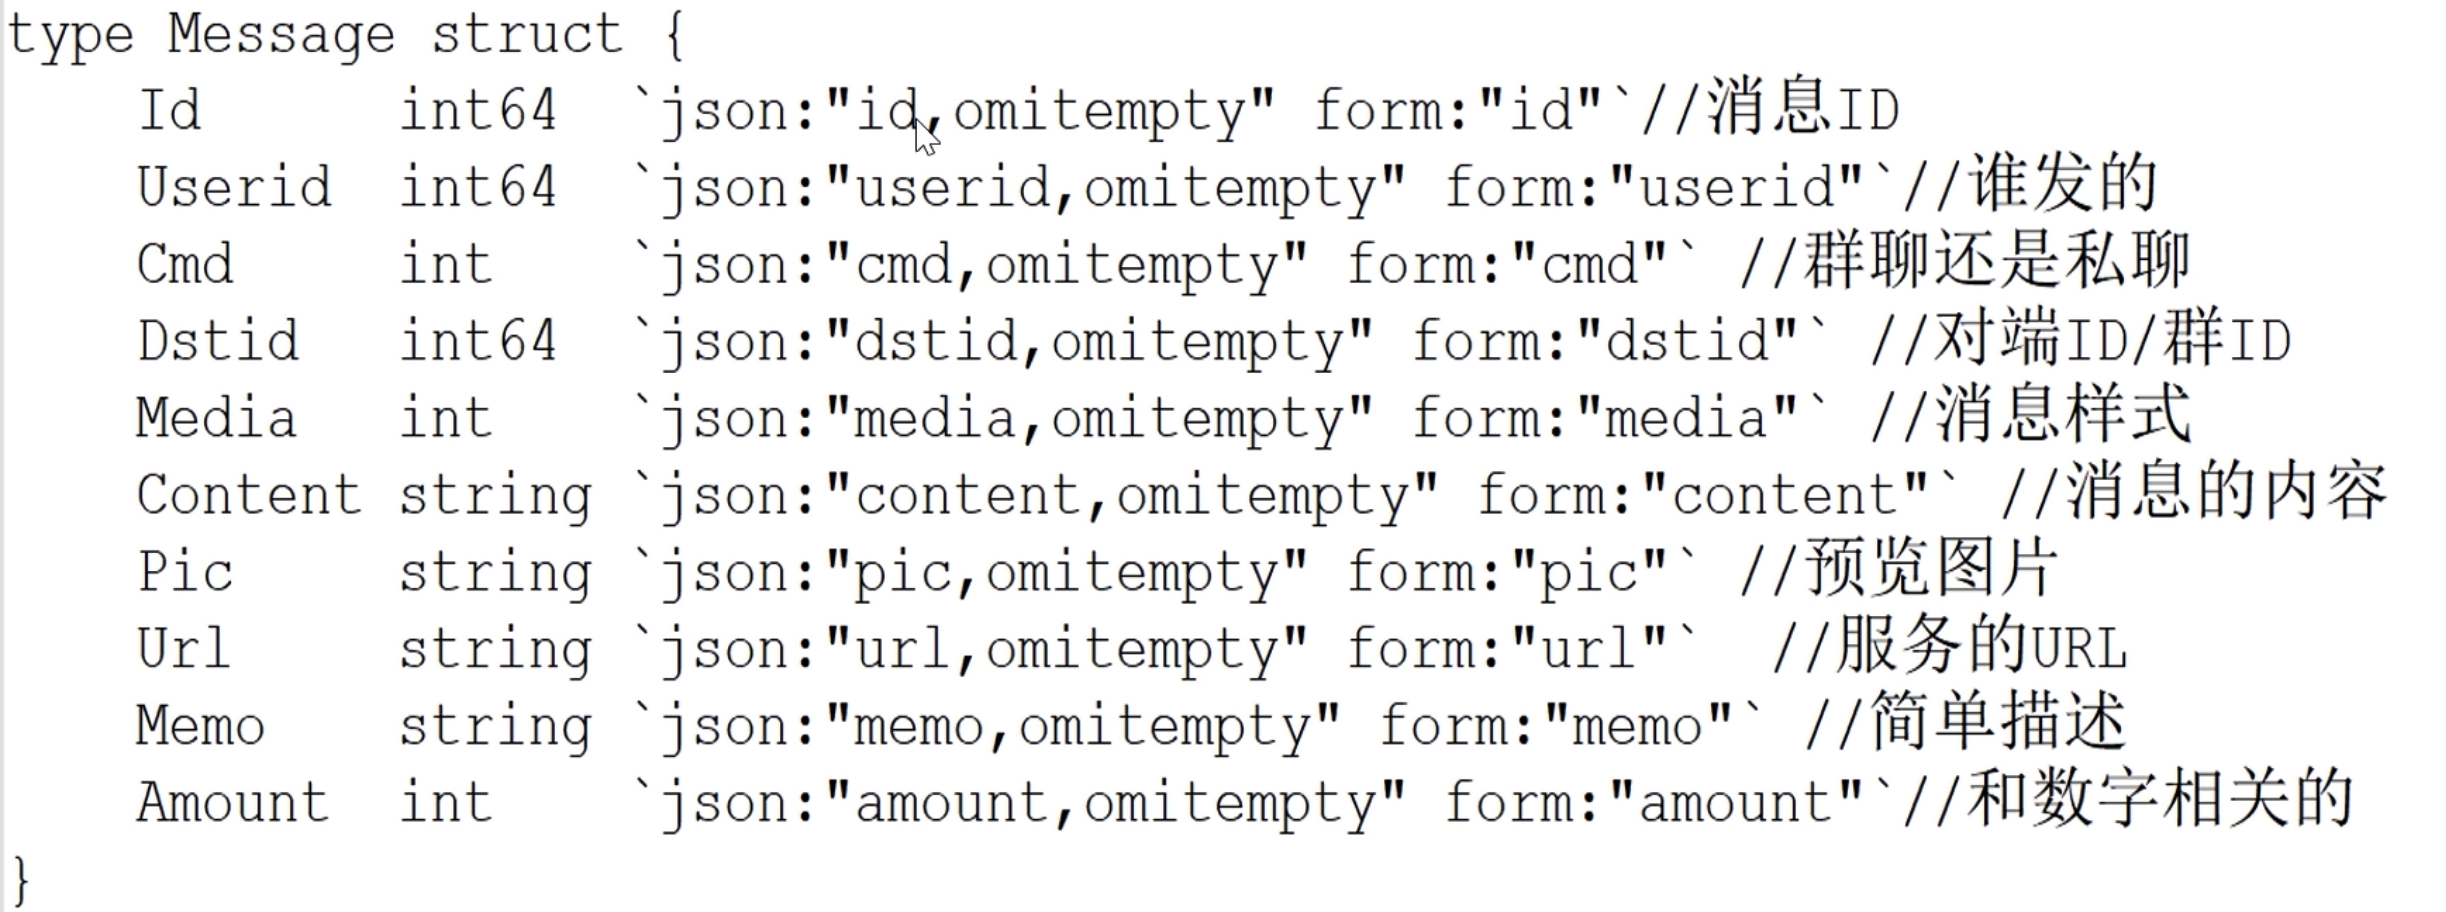 type Message struct {
    Id      int64  `json:"id,omitempty" form:"id"`//消息ID
    Userid  int64  `json:"userid,omitempty" form:"userid"`//谁发的
    Cmd     int    `json:"cmd,omitempty" form:"cmd"` //群聊还是私聊
    Dstid   int64  `json:"dstid,omitempty" form:"dstid"` //对端ID/群ID
    Media   int    `json:"media,omitempty" form:"media"` //消息样式
    Content string `json:"content,omitempty" form:"content"` //消息的内容
    Pic     string `json:"pic,omitempty" form:"pic"` //预览图片
    Url     string `json:"url,omitempty" form:"url"`  //服务的URL
    Memo    string `json:"memo,omitempty" form:"memo"` //简单描述
    Amount  int    `json:"amount,omitempty" form:"amount"`//和数字相关的
}